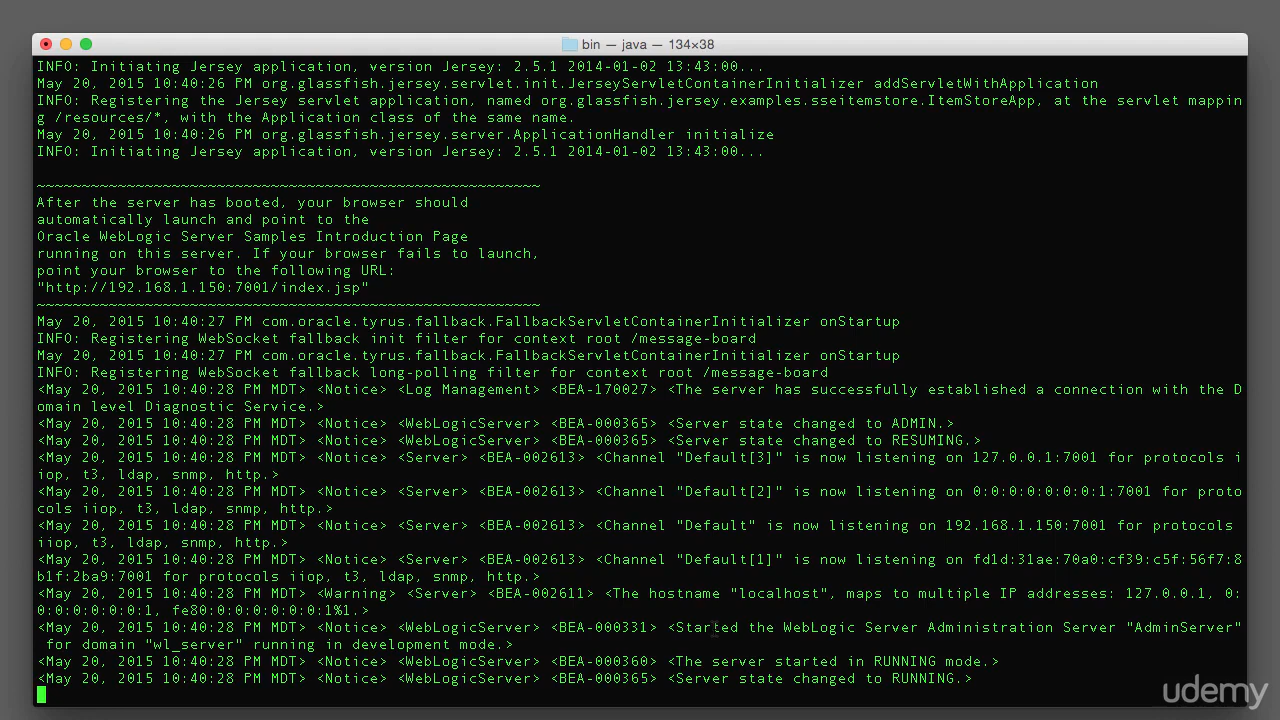 bin — java — 134×38
INFO: Initiating Jersey application, version Jersey: 2.5.1 2014-01-02 13:43:00...
May 20, 2015 10:40:26 PM org.glassfish.jersey.servlet.init.JerseyServletContainerInitializer addServletWithApplication
INFO: Registering the Jersey servlet application, named org.glassfish.jersey.examples.sseitemstore.ItemStoreApp, at the servlet mappin
g /resources/*, with the Application class of the same name.
May 20, 2015 10:40:26 PM org.glassfish.jersey.server.ApplicationHandler initialize
INFO: Initiating Jersey application, version Jersey: 2.5.1 2014-01-02 13:43:00...
~~~~~~~~~~~~~~~~~~~~~~~~~~~~~~~~~~~~~~~~~~~~~~~~~~~~~~~~
After the server has booted, your browser should
automatically launch and point to the
Oracle WebLogic Server Samples Introduction Page
running on this server. If your browser fails to launch,
point your browser to the following URL:
"http://192.168.1.150:7001/index.jsp"
~~~~~~~~~~~~~~~~~~~~~~~~~~~~~~~~~~~~~~~~~~~~~~~~~~~~~~~~
May 20, 2015 10:40:27 PM com.oracle.tyrus.fallback.FallbackServletContainerInitializer onStartup
INFO: Registering WebSocket fallback init filter for context root /message-board
May 20, 2015 10:40:27 PM com.oracle.tyrus.fallback.FallbackServletContainerInitializer onStartup
INFO: Registering WebSocket fallback long-polling filter for context root /message-board
<May 20, 2015 10:40:28 PM MDT> <Notice> <Log Management> <BEA-170027> <The server has successfully established a connection with the D
omain level Diagnostic Service.>
<May 20, 2015 10:40:28 PM MDT> <Notice> <WebLogicServer> <BEA-000365> <Server state changed to ADMIN.>
<May 20, 2015 10:40:28 PM MDT> <Notice> <WebLogicServer> <BEA-000365> <Server state changed to RESUMING.>
<May 20, 2015 10:40:28 PM MDT> <Notice> <Server> <BEA-002613> <Channel "Default[3]" is now listening on 127.0.0.1:7001 for protocols i
iop, t3, ldap, snmp, http.>
<May 20, 2015 10:40:28 PM MDT> <Notice> <Server> <BEA-002613> <Channel "Default[2]" is now listening on 0:0:0:0:0:0:0:1:7001 for proto
cols iiop, t3, ldap, snmp, http.>
<May 20, 2015 10:40:28 PM MDT> <Notice> <Server> <BEA-002613> <Channel "Default" is now listening on 192.168.1.150:7001 for protocols
iiop, t3, ldap, snmp, http.>
<May 20, 2015 10:40:28 PM MDT> <Notice> <Server> <BEA-002613> <Channel "Default[1]" is now listening on fd1d:31ae:70a0:cf39:c5f:56f7:8
b1f:2ba9:7001 for protocols iiop, t3, ldap, snmp, http.>
<May 20, 2015 10:40:28 PM MDT> <Warning> <Server> <BEA-002611> <The hostname "localhost", maps to multiple IP addresses: 127.0.0.1, 0:
0:0:0:0:0:0:1, fe80:0:0:0:0:0:0:1%1.>
<May 20, 2015 10:40:28 PM MDT> <Notice> <WebLogicServer> <BEA-000331> <Started the WebLogic Server Administration Server "AdminServer"
for domain "wl_server" running in development mode.>
<May 20, 2015 10:40:28 PM MDT> <Notice> <WebLogicServer> <BEA-000360> <The server started in RUNNING mode.>
<May 20, 2015 10:40:28 PM MDT> <Notice> <WebLogicServer> <BEA-000365> <Server state changed to RUNNING.>
udemy